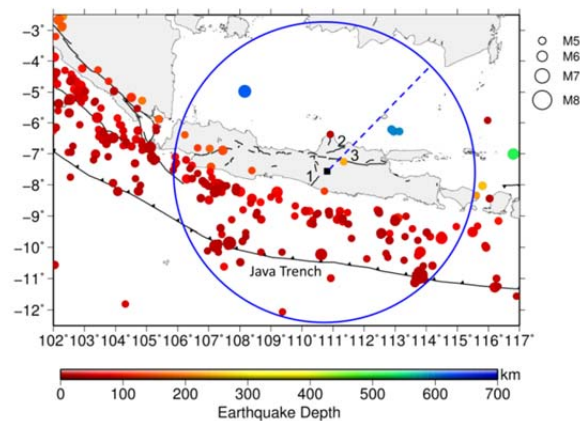 −3°
−4°
−5°
−6°
−7°
−8°
−9°
−10°
−11°
−12°
2
3
1
Java Trench
102° 103° 104° 105° 106° 107° 108° 109° 110° 111° 112° 113° 114° 115° 116° 117°
M5
M6
M7
M8
km
0 100 200 300 400 500 600 700
Earthquake Depth